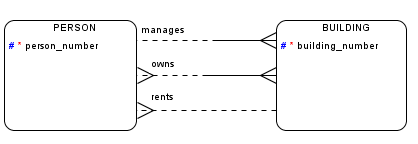 PERSON
# * person_number
manages
owns
rents
BUILDING
# * building_number